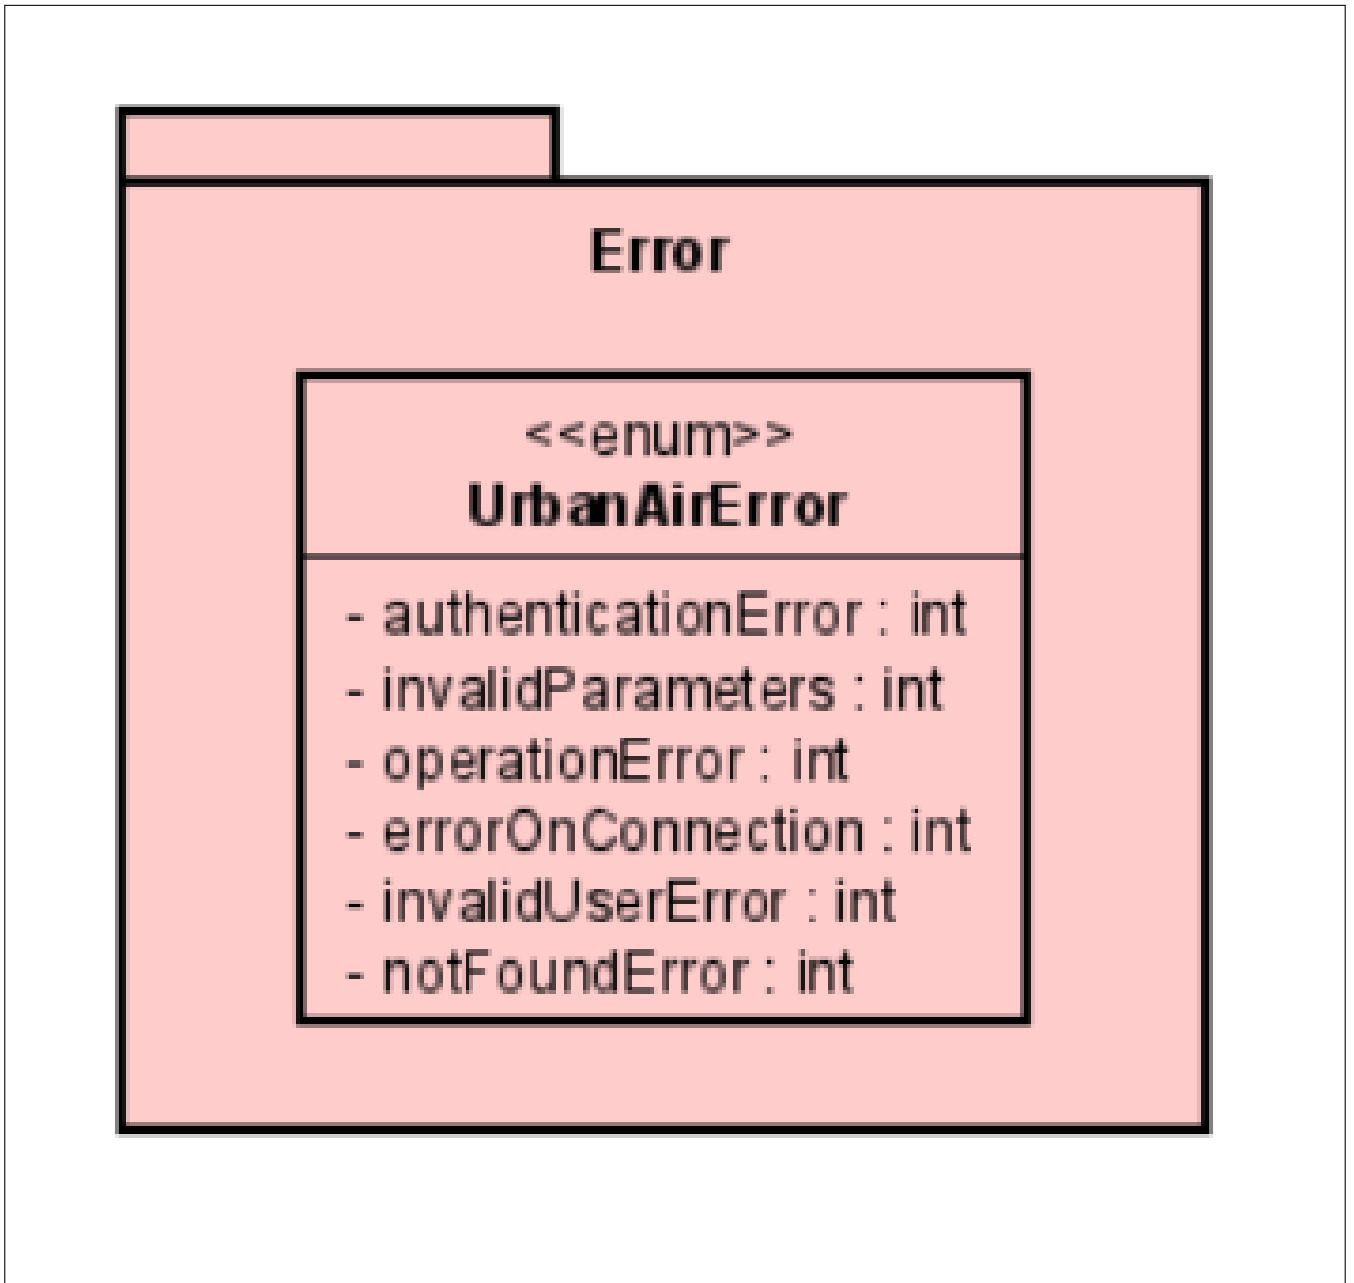 Error
<<enum>>
UrbanAirError
- authenticationError : int
- invalidParameters : int
- operationError : int
- errorOnConnection : int
- invalidUserError : int
- notFoundError : int